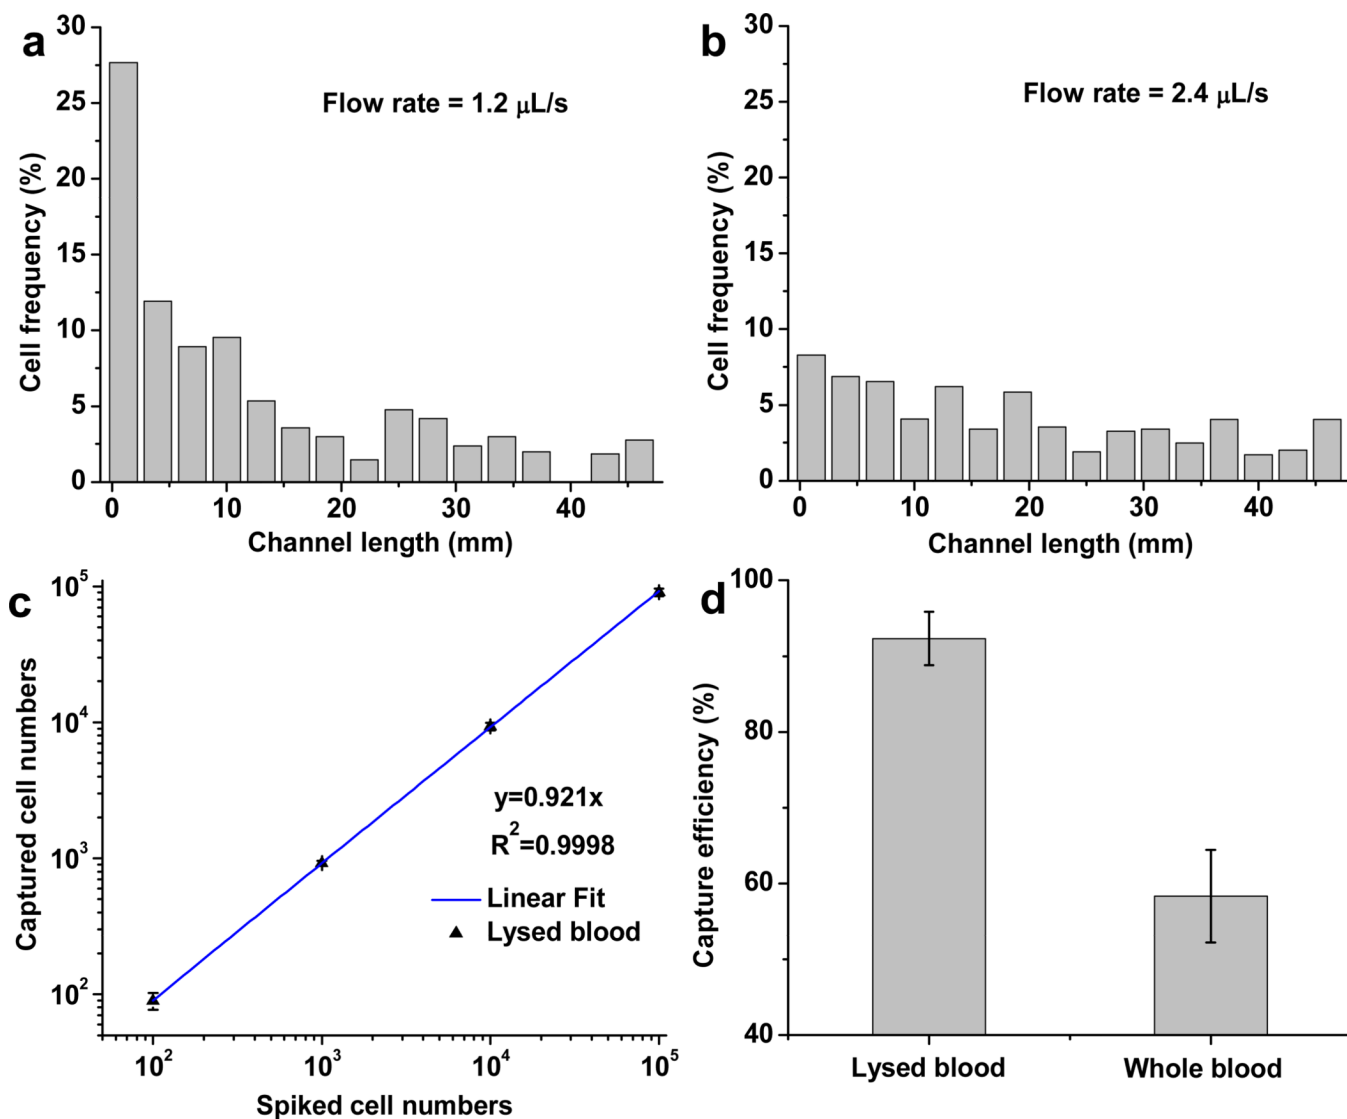 a
Flow rate = 1.2 μL/s
Cell frequency (%)
30
25
20
15
10
5
0
0 10 20 30 40
Channel length (mm)
b
Flow rate = 2.4 μL/s
Cell frequency (%)
30
25
20
15
10
5
0
0 10 20 30 40
Channel length (mm)
c
Captured cell numbers
10^5
10^4
10^3
10^2
y=0.921x
R^2=0.9998
Linear Fit
Lysed blood
10^2 10^3 10^4 10^5
Spiked cell numbers
d
Capture efficiency (%)
100
80
60
40
Lysed blood Whole blood